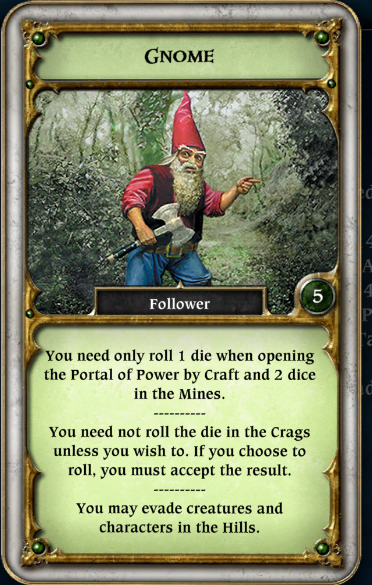 GNOME
Follower
5
You need only roll 1 die when opening
the Portal of Power by Craft and 2 dice
in the Mines.
----------
You need not roll the die in the Crags
unless you wish to. If you choose to
roll, you must accept the result.
----------
You may evade creatures and
characters in the Hills.